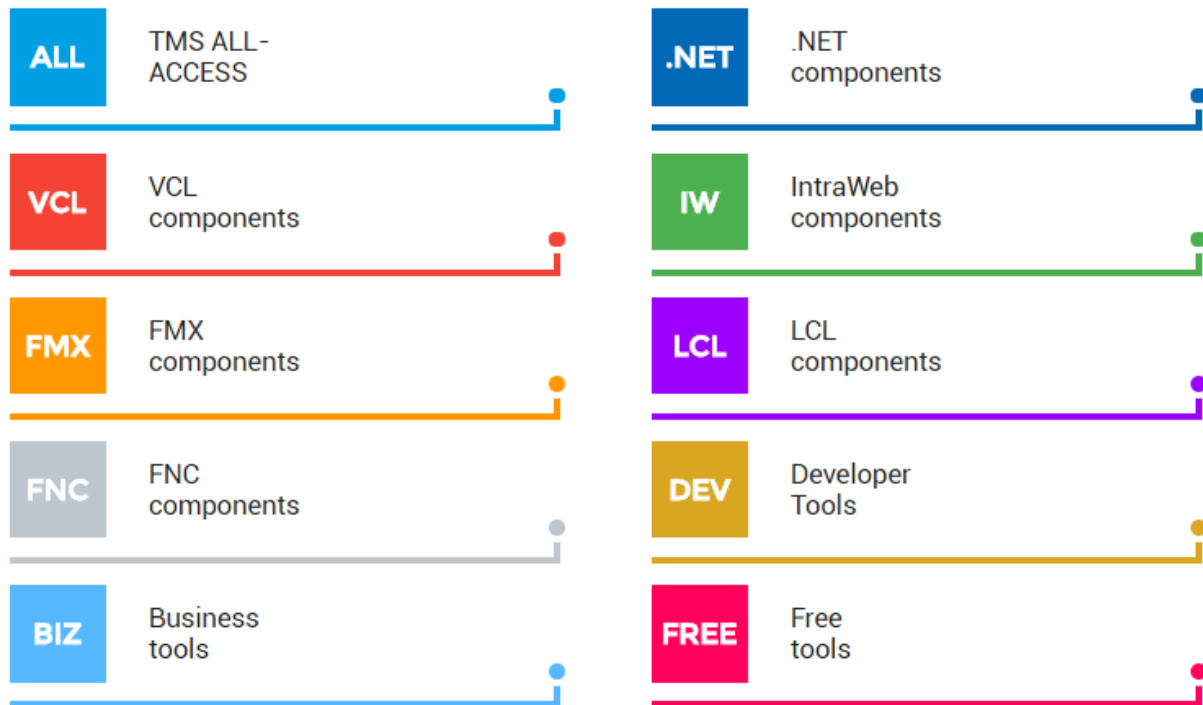 ALL
TMS ALL-
ACCESS
.NET
.NET
components
VCL
VCL
components
IW
IntraWeb
components
FMX
FMX
components
LCL
LCL
components
FNC
FNC
components
DEV
Developer
Tools
BIZ
Business
tools
FREE
Free
tools